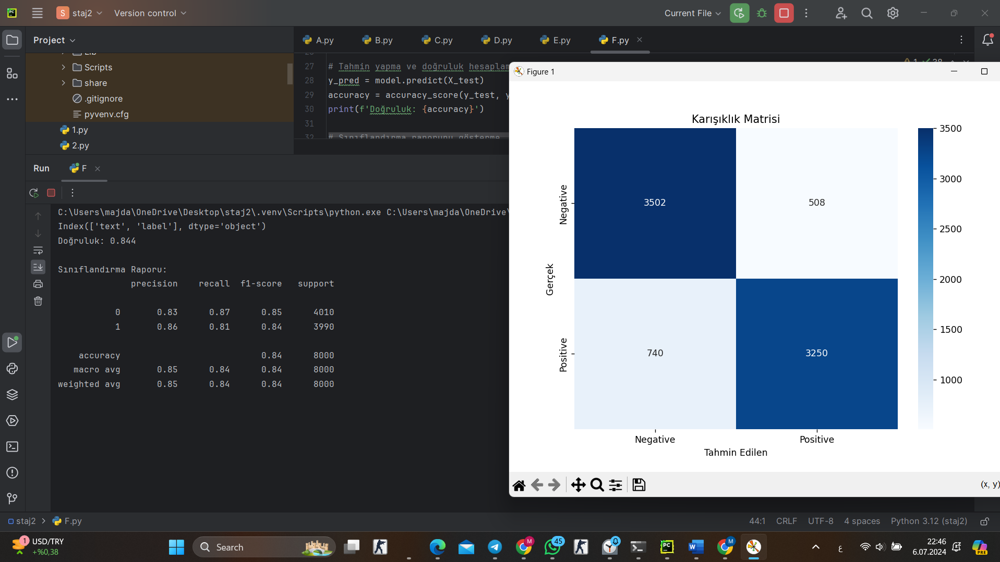 PC
S
staj2
Version control
Current File
Project
A.py
B.py
C.py
D.py
E.py
F.py
Lib
Scripts
share
.gitignore
pyvenv.cfg
1.py
2.py
27 # Tahmin yapma ve doğruluk hesaplam
28 y_pred = model.predict(X_test)
29 accuracy = accuracy_score(y_test, y
30 print(f'Doğruluk: {accuracy}')
31
32 # Sınıflandırma raporunu gösterme
Run
F
C:\Users\majda\OneDrive\Desktop\staj2\.venv\Scripts\python.exe C:\Users\majda\OneDrive\
Index(['text', 'label'], dtype='object')
Doğruluk: 0.844
Sınıflandırma Raporu:
precision recall f1-score support
0 0.83 0.87 0.85 4010
1 0.86 0.81 0.84 3990
accuracy 0.84 8000
macro avg 0.85 0.84 0.84 8000
weighted avg 0.85 0.84 0.84 8000
Figure 1
Karışıklık Matrisi
3500
3000
2500
2000
1500
1000
Gerçek
Negative
Positive
3502
508
740
3250
Negative
Positive
Tahmin Edilen
(x, y)
staj2
F.py
44:1
CRLF
UTF-8
4 spaces
Python 3.12 (staj2)
1
USD/TRY
+%0,38
Search
M
45
PC
W
M
ع
22:46
6.07.2024
PRE